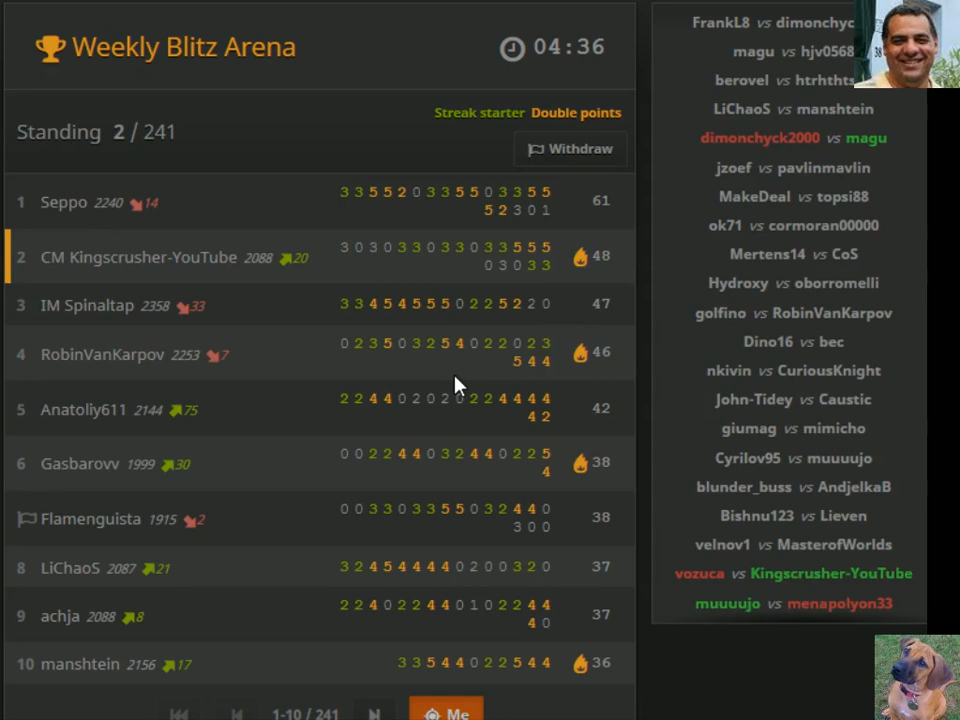 Weekly Blitz Arena
04:36
Standing 2 / 241
Streak starter Double points
Withdraw
1 Seppo 2240 14 3 3 5 5 2 0 3 3 5 5 0 3 3 5 5 61
5 2 3 0 1
2 CM Kingscrusher-YouTube 2088 20 3 0 3 0 3 3 0 3 3 0 3 3 5 5 5 48
0 3 0 3 3
3 IM Spinaltap 2358 33 3 3 4 5 4 5 5 5 0 2 2 5 2 2 0 47
4 RobinVanKarpov 2253 7 0 2 3 5 0 3 2 5 4 0 2 2 0 2 3 46
5 4 4
5 Anatoliy611 2144 75 2 2 4 4 0 2 0 2 0 2 2 4 4 4 4 42
4 2
6 Gasbarovv 1999 30 0 0 2 2 4 4 0 3 2 4 4 0 2 2 5 38
4
Flamenguista 1915 2 0 0 3 3 0 3 3 5 5 0 3 2 4 4 0 38
3 0 0
8 LiChaoS 2087 21 3 2 4 5 4 4 4 4 0 2 0 0 3 2 0 37
9 achja 2088 8 2 2 4 0 2 2 4 4 0 1 0 2 2 4 4 37
4 0
10 manshtein 2156 17 3 3 5 4 4 0 2 2 5 4 4 36
1-10 / 241 Me
FrankL8 vs dimonchyc
magu vs hjv0568
berovel vs htrhthts
LiChaoS vs manshtein
dimonchyck2000 vs magu
jzoef vs pavlinmavlin
MakeDeal vs topsi88
ok71 vs cormoran00000
Mertens14 vs CoS
Hydroxy vs oborromelli
golfino vs RobinVanKarpov
Dino16 vs bec
nkivin vs CuriousKnight
John-Tidey vs Caustic
giumag vs mimicho
Cyrilov95 vs muuuujo
blunder_buss vs AndjelkaB
Bishnu123 vs Lieven
velnov1 vs MasterofWorlds
vozuca vs Kingscrusher-YouTube
muuuujo vs menapolyon33